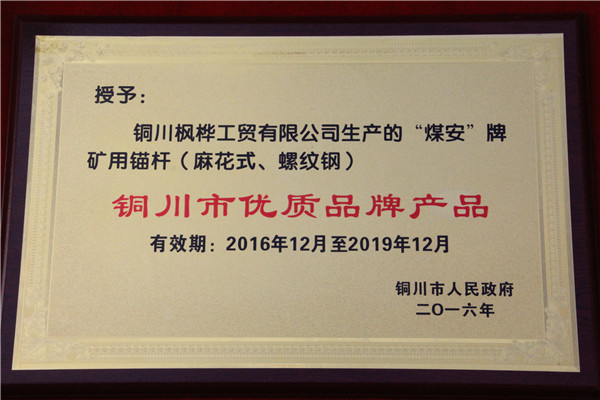 授予：
铜川枫桦工贸有限公司生产的“煤安”牌
矿用锚杆（麻花式、螺纹钢）
铜川市优质品牌产品
有效期：2016年12月至2019年12月
铜川市人民政府
二〇一六年